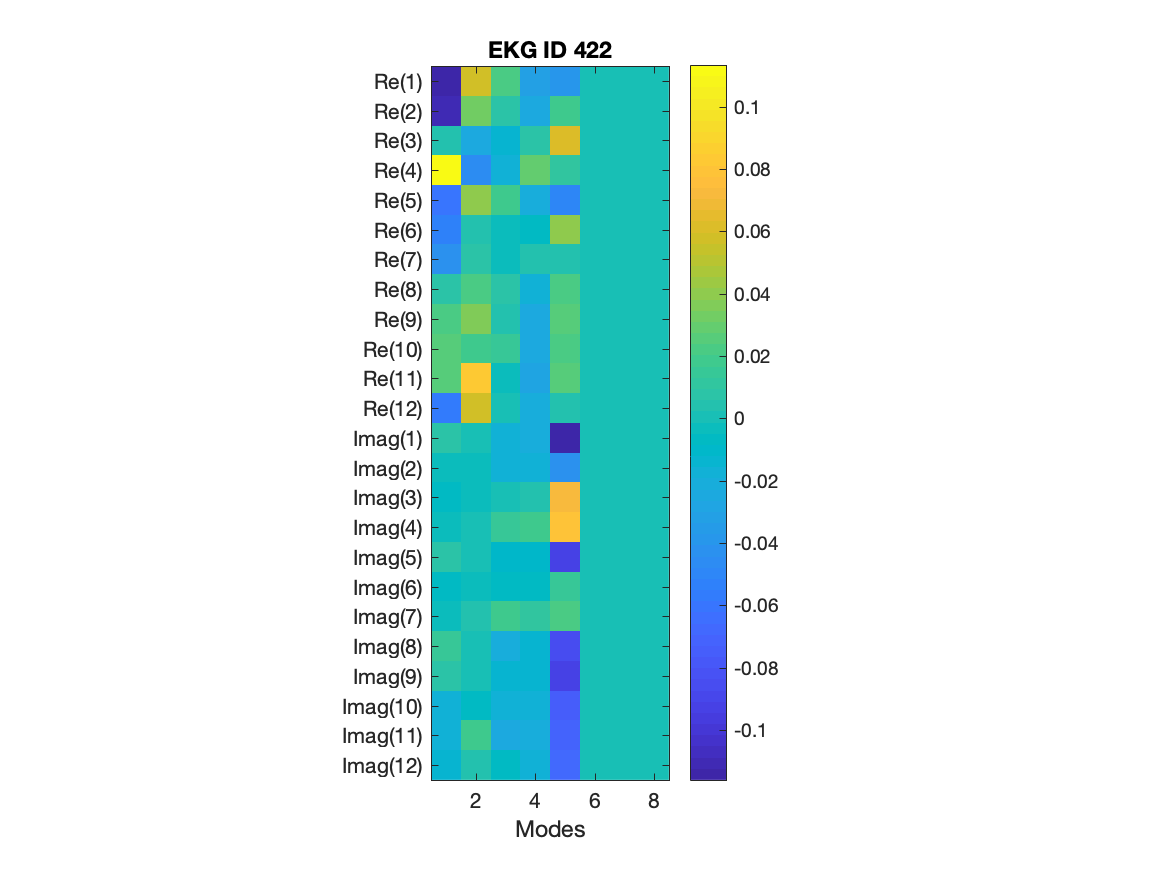 EKG ID 422
Re(1)
Re(2)
Re(3)
Re(4)
Re(5)
Re(6)
Re(7)
Re(8)
Re(9)
Re(10)
Re(11)
Re(12)
Imag(1)
Imag(2)
Imag(3)
Imag(4)
Imag(5)
Imag(6)
Imag(7)
Imag(8)
Imag(9)
Imag(10)
Imag(11)
Imag(12)
2 4 6 8
Modes
0.1
0.08
0.06
0.04
0.02
0
-0.02
-0.04
-0.06
-0.08
-0.1